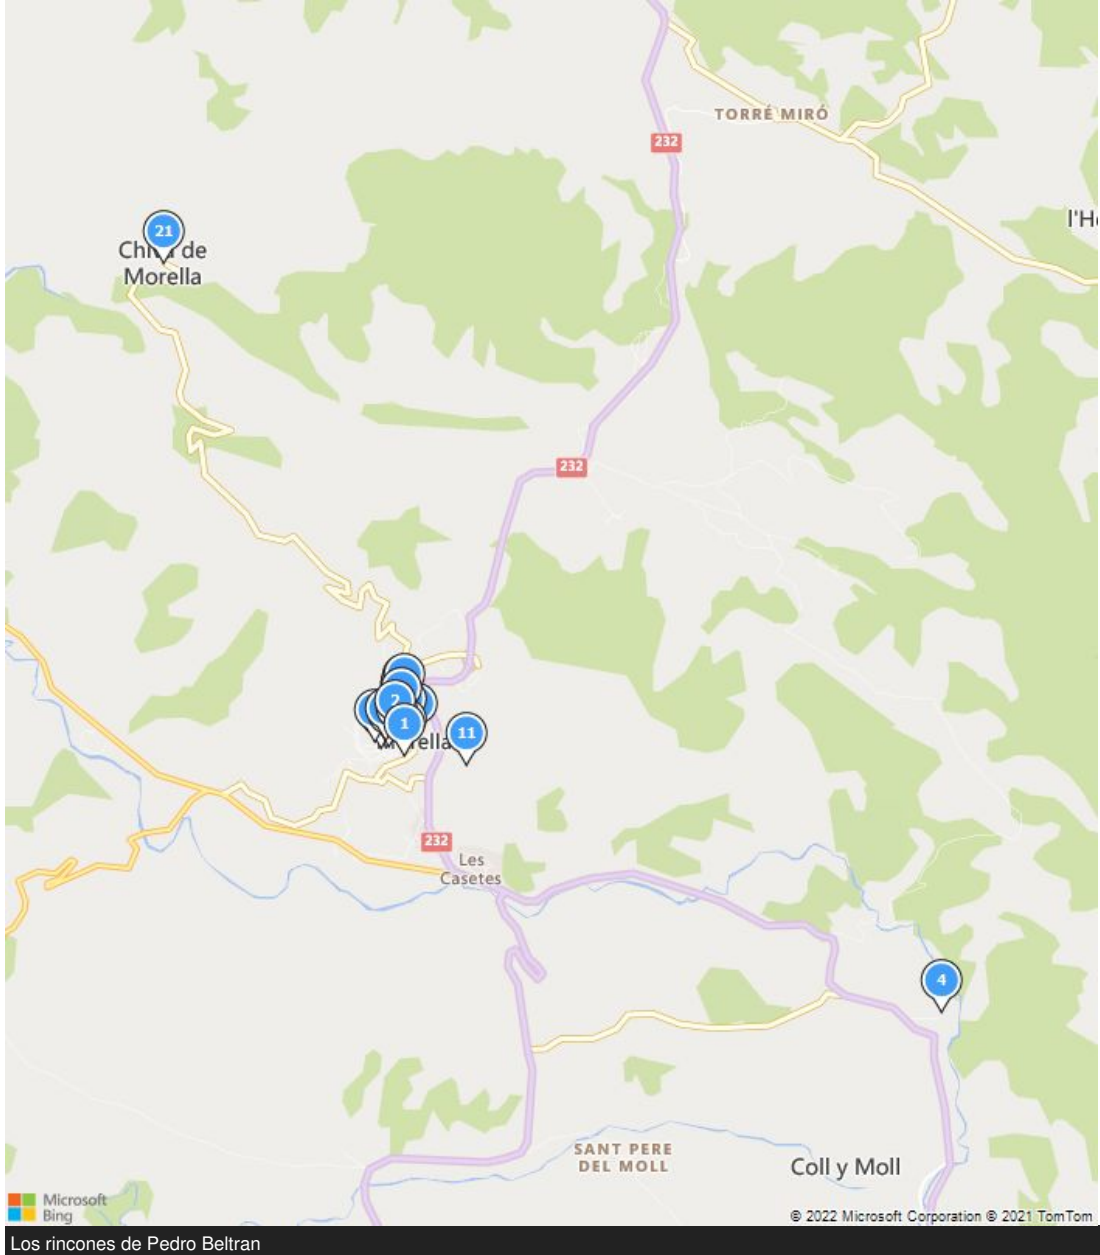 232
TORRÉ MIRÓ
21
Morella
232
2
1
11
232
Les
Casetes
4
SANT PERE
DEL MOLL
Coll y Moll
Microsoft
Bing
© 2022 Microsoft Corporation © 2021 TomTom
Los rincones de Pedro Beltran